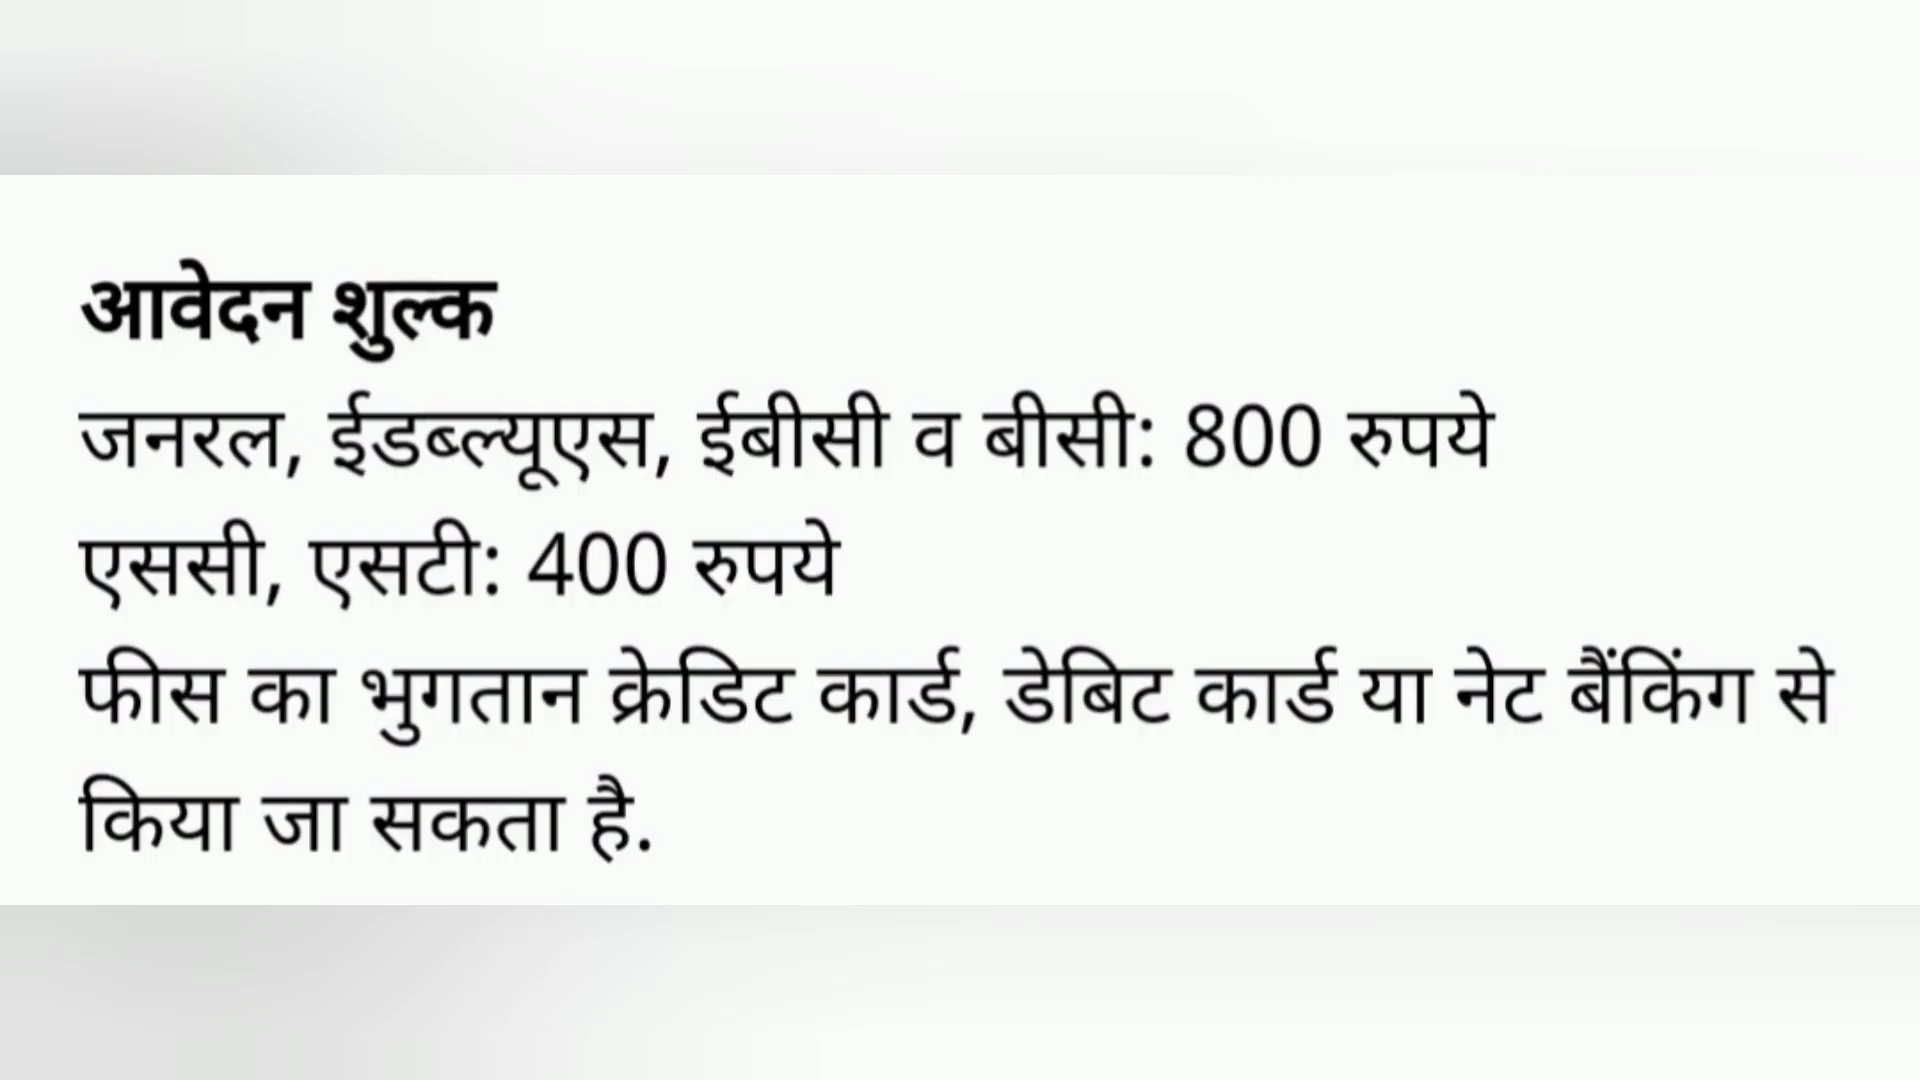 आवेदन शुल्क
जनरल, ईडब्ल्यूएस, ईबीसी व बीसी: 800 रुपये
एससी, एसटी: 400 रुपये
फीस का भुगतान क्रेडिट कार्ड, डेबिट कार्ड या नेट बैंकिंग से
किया जा सकता है.